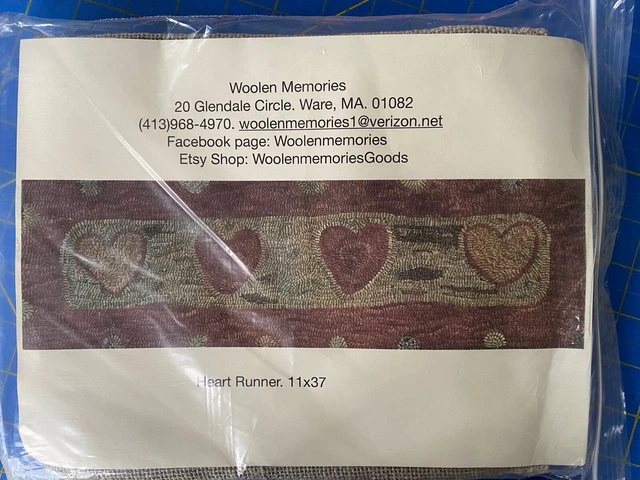 Woolen Memories
20 Glendale Circle. Ware, MA. 01082
(413)968-4970. woolenmemories1@verizon.net
Facebook page: Woolenmemories
Etsy Shop: WoolenmemoriesGoods
Heart Runner. 11x37